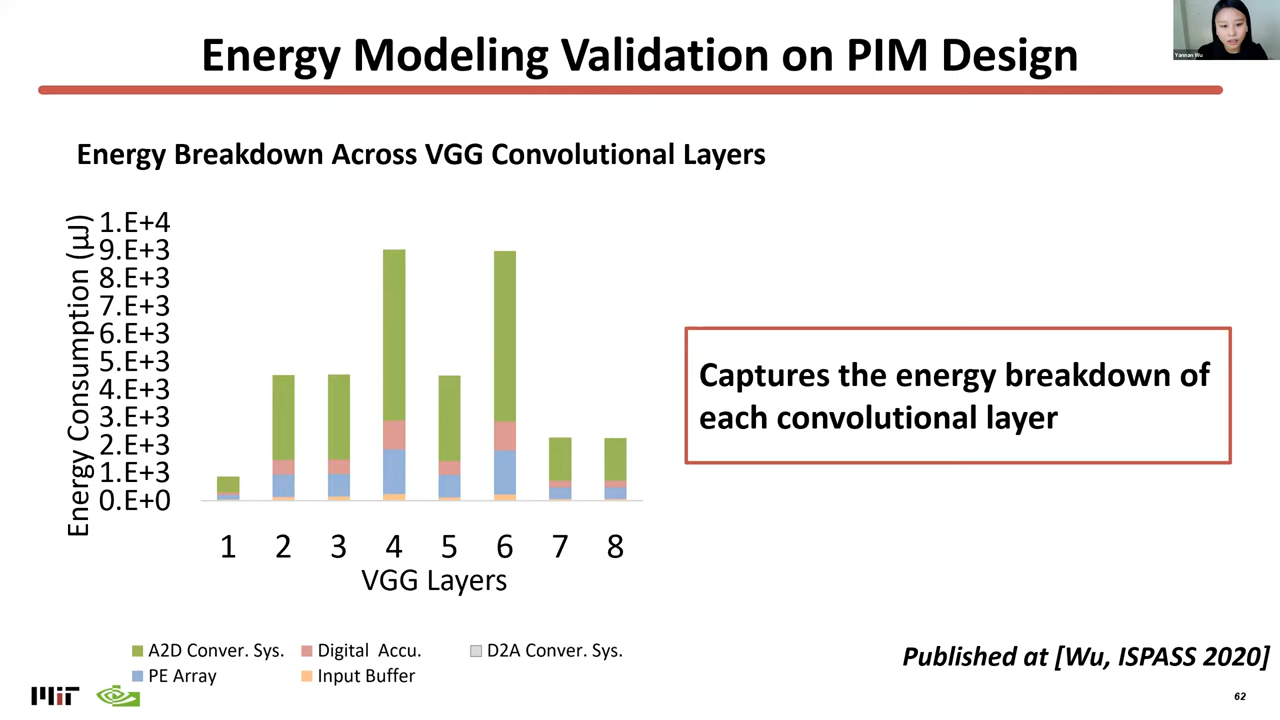 Energy Modeling Validation on PIM Design
Yannan Wu
Energy Breakdown Across VGG Convolutional Layers
Energy Consumption (µJ)
1.E+4
9.E+3
8.E+3
7.E+3
6.E+3
5.E+3
4.E+3
3.E+3
2.E+3
1.E+3
0.E+0
1 2 3 4 5 6 7 8
VGG Layers
A2D Conver. Sys. Digital Accu. D2A Conver. Sys.
PE Array Input Buffer
Captures the energy breakdown of
each convolutional layer
Published at [Wu, ISPASS 2020]
MIT
62